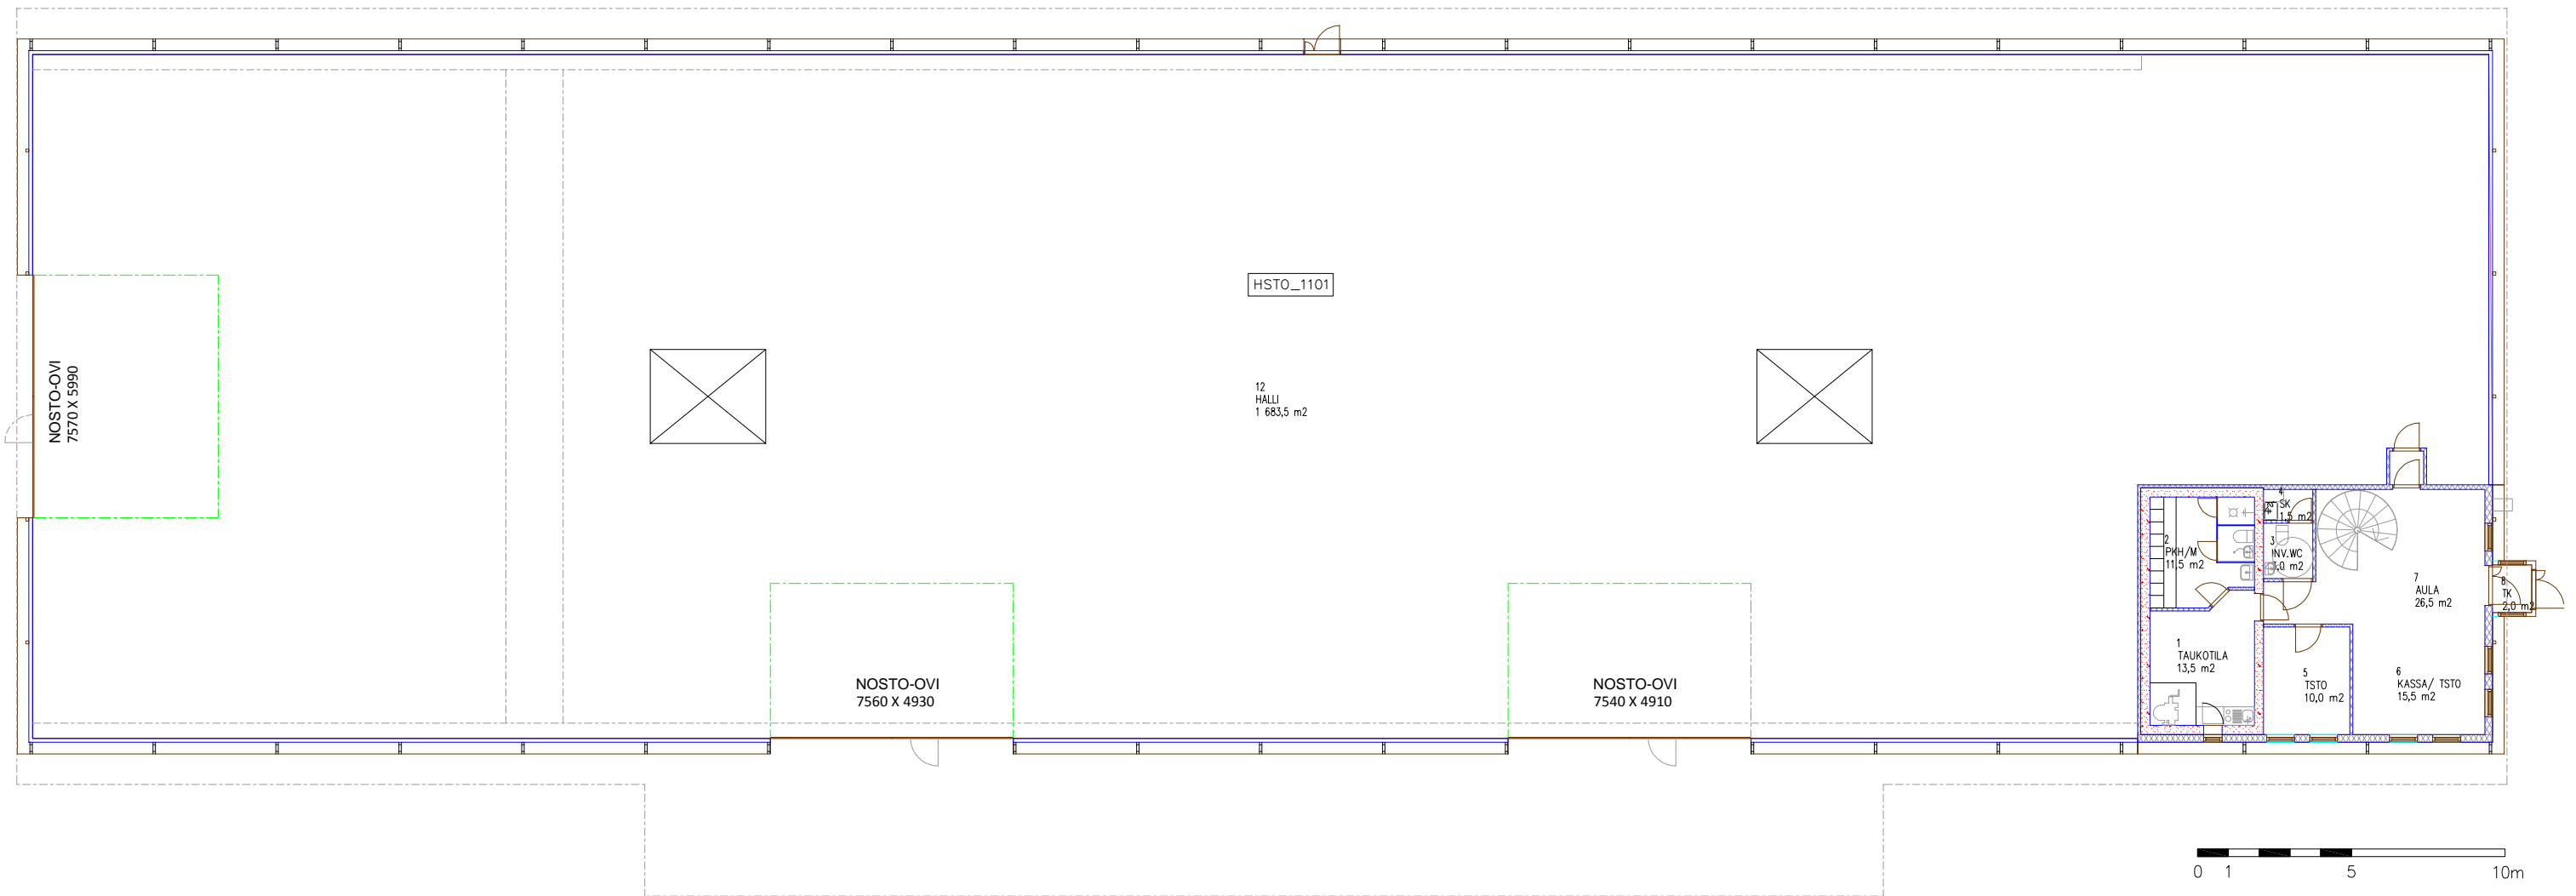 HSTO_1101
NOSTO-OVI
7570 X 5990
12
HALLI
1 683,5 m2
4
SK
1,5 m2
2
PKH/M
11,5 m2
3
INV.WC
7
AULA
26,5 m2
8
TK
2,0 m2
1
TAUKOTILA
13,5 m2
5
TSTO
10,0 m2
6
KASSA/ TSTO
15,5 m2
NOSTO-OVI
7560 X 4930
NOSTO-OVI
7540 X 4910
0 1 5 10m